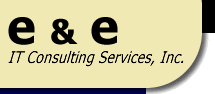 e & e
IT Consulting Services, Inc.